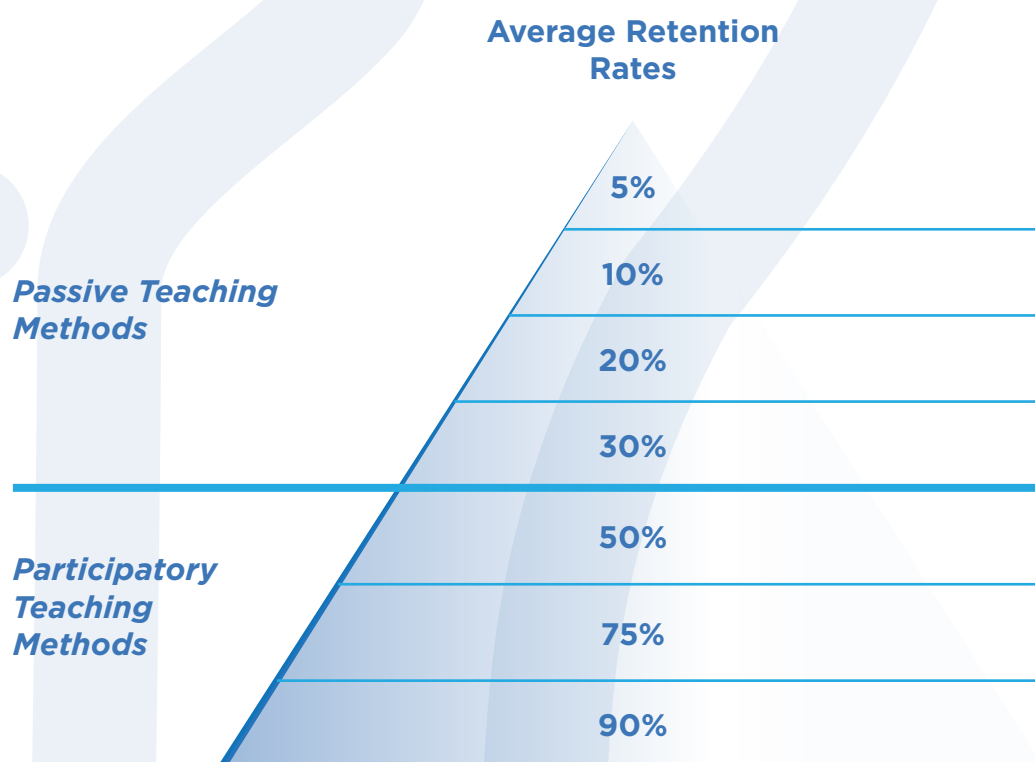 Average Retention
Rates
5%
10%
Passive Teaching
Methods
20%
30%
50%
Participatory
Teaching
Methods
75%
90%